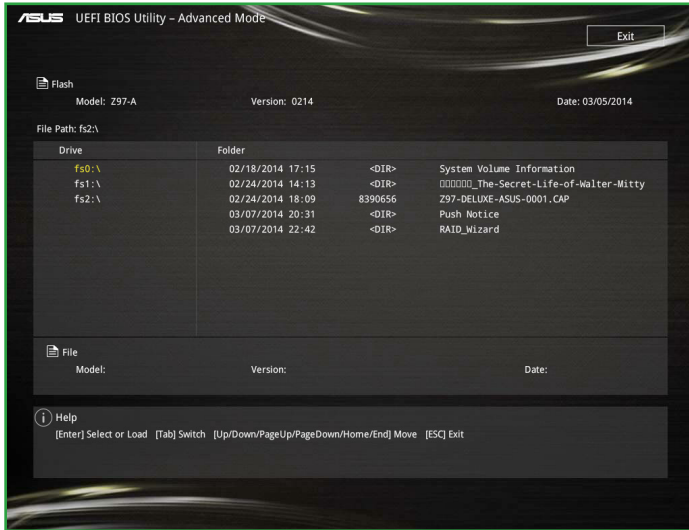 ASUS UEFI BIOS Utility – Advanced Mode
Exit
Flash
Model: Z97-A Version: 0214 Date: 03/05/2014
File Path: fs2:\
Drive Folder
fs0:\ 02/18/2014 17:15 <DIR> System Volume Information
fs1:\ 02/24/2014 14:13 <DIR> □□□□□□_The-Secret-Life-of-Walter-Mitty
fs2:\ 02/24/2014 18:09 8390656 Z97-DELUXE-ASUS-0001.CAP
03/07/2014 20:31 <DIR> Push Notice
03/07/2014 22:42 <DIR> RAID_Wizard
File
Model: Version: Date:
i Help
[Enter] Select or Load [Tab] Switch [Up/Down/PageUp/PageDown/Home/End] Move [ESC] Exit